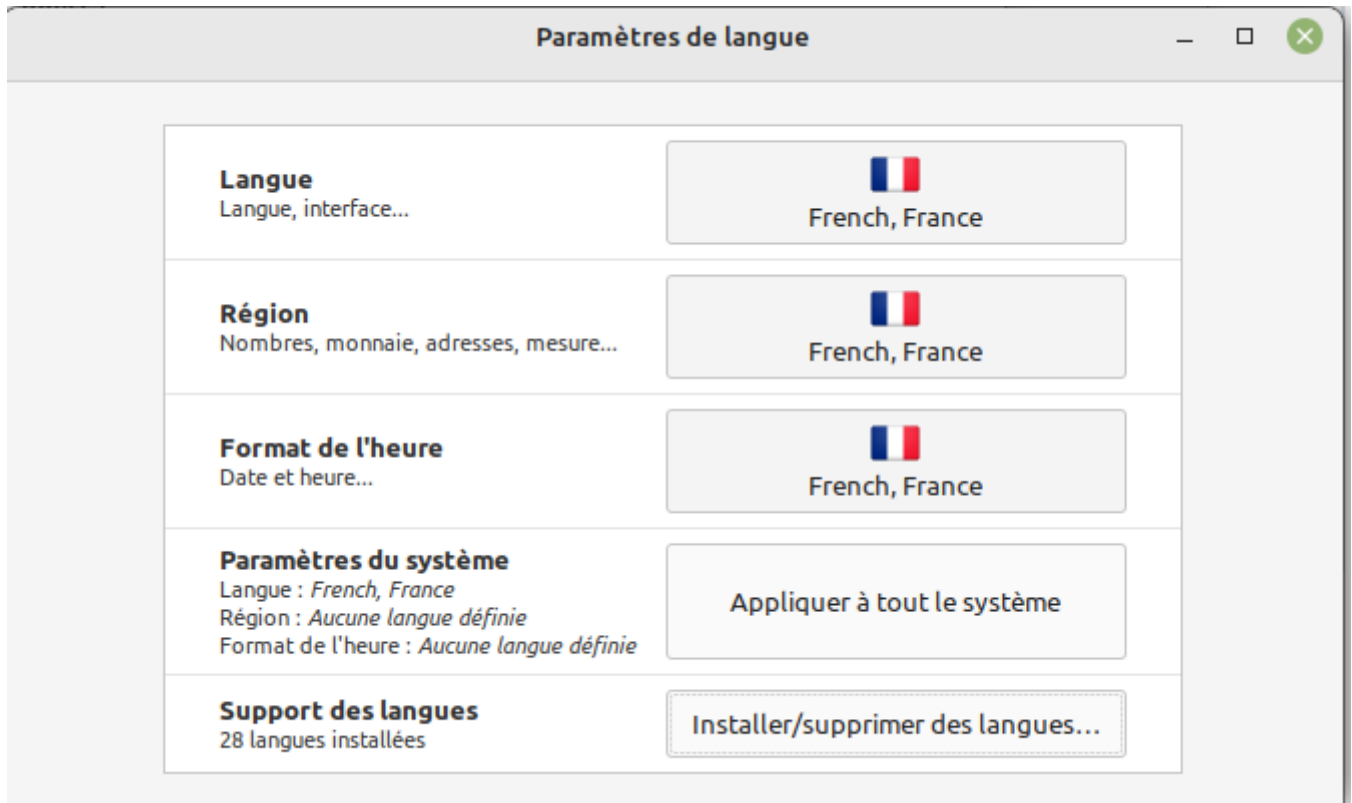 Paramètres de langue
Langue
Langue, interface...
French, France
Région
Nombres, monnaie, adresses, mesure...
French, France
Format de l'heure
Date et heure...
French, France
Paramètres du système
Langue : French, France
Région : Aucune langue définie
Format de l'heure : Aucune langue définie
Appliquer à tout le système
Support des langues
28 langues installées
Installer/supprimer des langues…